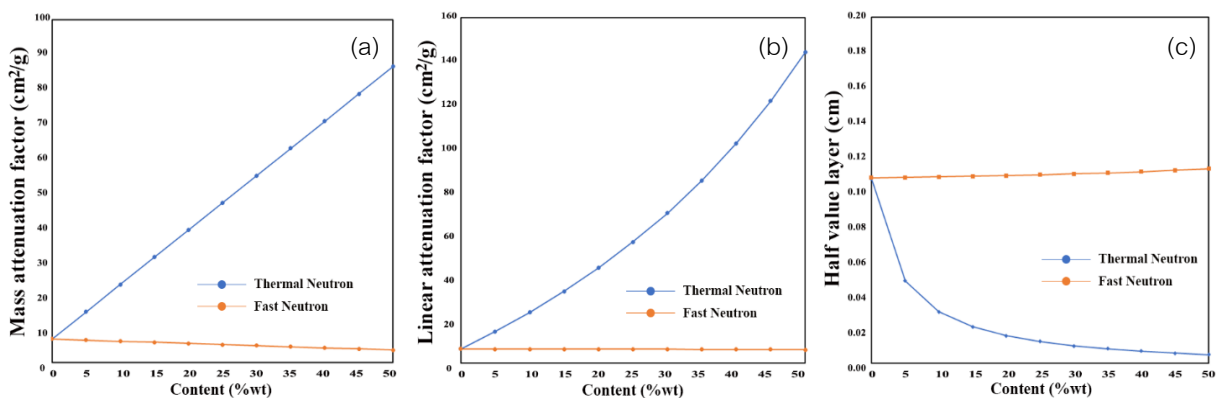 (a)
Mass attenuation factor (cm²/g)
100
90
80
70
60
50
40
30
20
10
0
Thermal Neutron
Fast Neutron
0 5 10 15 20 25 30 35 40 45 50
Content (%wt)
(b)
Linear attenuation factor (cm²/g)
160
140
120
100
80
60
40
20
0
Thermal Neutron
Fast Neutron
0 5 10 15 20 25 30 35 40 45 50
Content (%wt)
(c)
Half value layer (cm)
0.20
0.18
0.16
0.14
0.12
0.10
0.08
0.06
0.04
0.02
0.00
Thermal Neutron
Fast Neutron
0 5 10 15 20 25 30 35 40 45 50
Content (%wt)